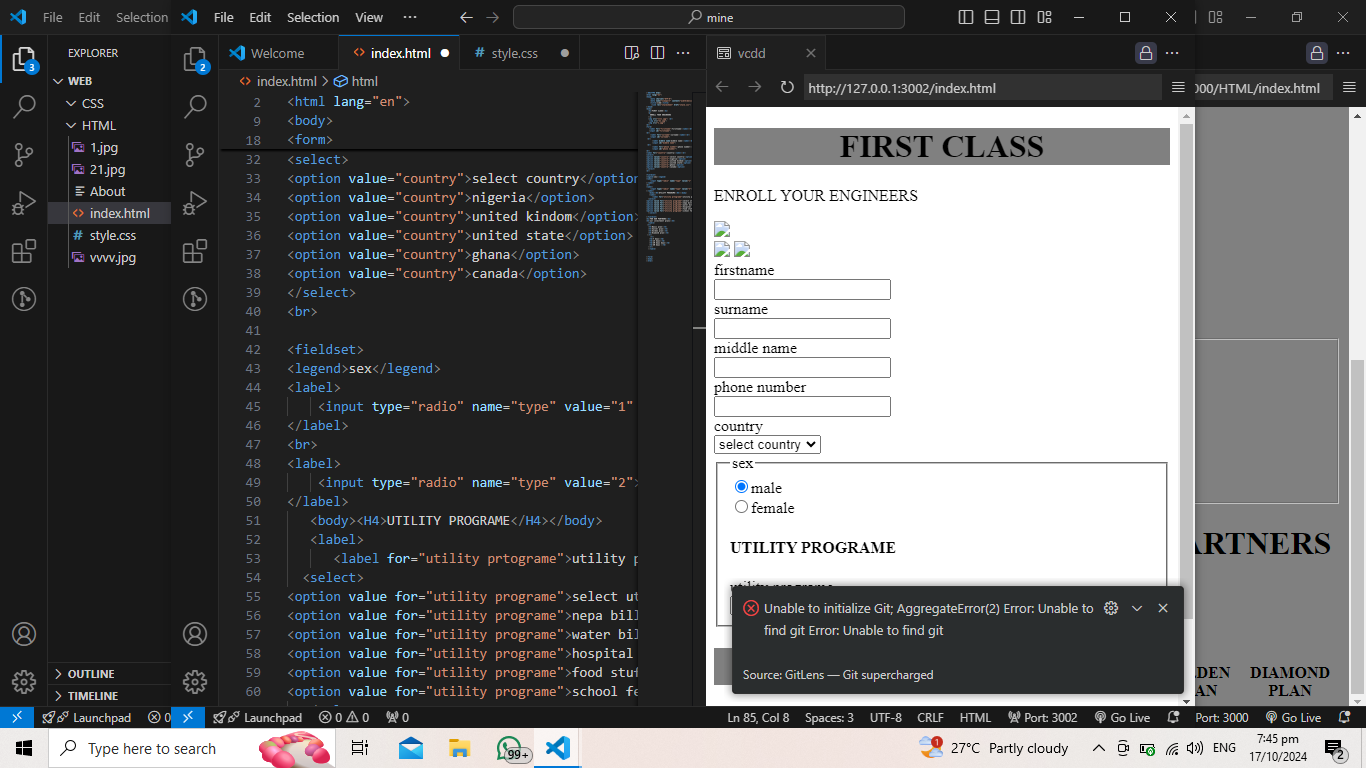 File Edit Selection
File Edit Selection View ···
mine
EXPLORER
WEB
CSS
HTML
1.jpg
21.jpg
About
index.html
style.css
vvvv.jpg
OUTLINE
TIMELINE
3
2
Welcome
index.html
style.css
index.html > html
2 <html lang="en">
9 <body>
18 <form>
32 <select>
33 <option value="country">select country</option
34 <option value="country">nigeria</option>
35 <option value="country">united kindom</option>
36 <option value="country">united state</option>
37 <option value="country">ghana</option>
38 <option value="country">canada</option>
39 </select>
40 <br>
41
42 <fieldset>
43 <legend>sex</legend>
44 <label>
45 <input type="radio" name="type" value="1"
46 </label>
47 <br>
48 <label>
49 <input type="radio" name="type" value="2">
50 </label>
51 <body><H4>UTILITY PROGRAME</H4></body>
52 <label>
53 <label for="utility prtograme">utility p
54 <select>
55 <option value for="utility programe">select ut
56 <option value for="utility programe">nepa bill
57 <option value for="utility programe">water bil
58 <option value for="utility programe">hospital
59 <option value for="utility programe">food stuf
60 <option value for="utility programe">school fe
vcdd
http://127.0.0.1:3002/index.html
000/HTML/index.html
FIRST CLASS
ENROLL YOUR ENGINEERS
firstname
surname
middle name
phone number
country
select country
sex
male
female
UTILITY PROGRAME
utility programe
ARTNERS
DEN DIAMOND
AN PLAN
Unable to initialize Git; AggregateError(2) Error: Unable to
find git Error: Unable to find git
Source: GitLens — Git supercharged
Launchpad 0
Launchpad 0 0 0
Ln 85, Col 8 Spaces: 3 UTF-8 CRLF HTML Port: 3002 Go Live
Port: 3000 Go Live
Type here to search
99+
1
27°C Partly cloudy
ENG
7:45 pm
17/10/2024
2